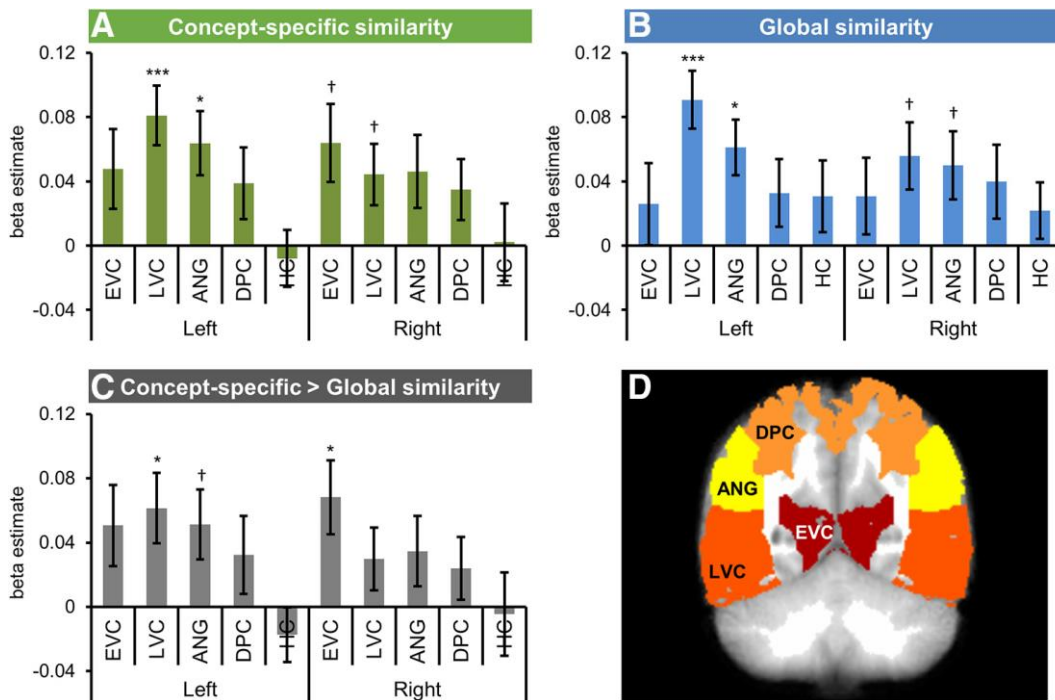 A Concept-specific similarity
0.12
0.08
0.04
0
-0.04
beta estimate
*** * † †
EVC LVC ANG DPC HC EVC LVC ANG DPC HC
Left Right
B Global similarity
0.12
0.08
0.04
0
-0.04
beta estimate
*** * † †
EVC LVC ANG DPC HC EVC LVC ANG DPC HC
Left Right
C Concept-specific > Global similarity
0.12
0.08
0.04
0
-0.04
beta estimate
* † *
EVC LVC ANG DPC HC EVC LVC ANG DPC HC
Left Right
D
DPC
ANG
EVC
LVC